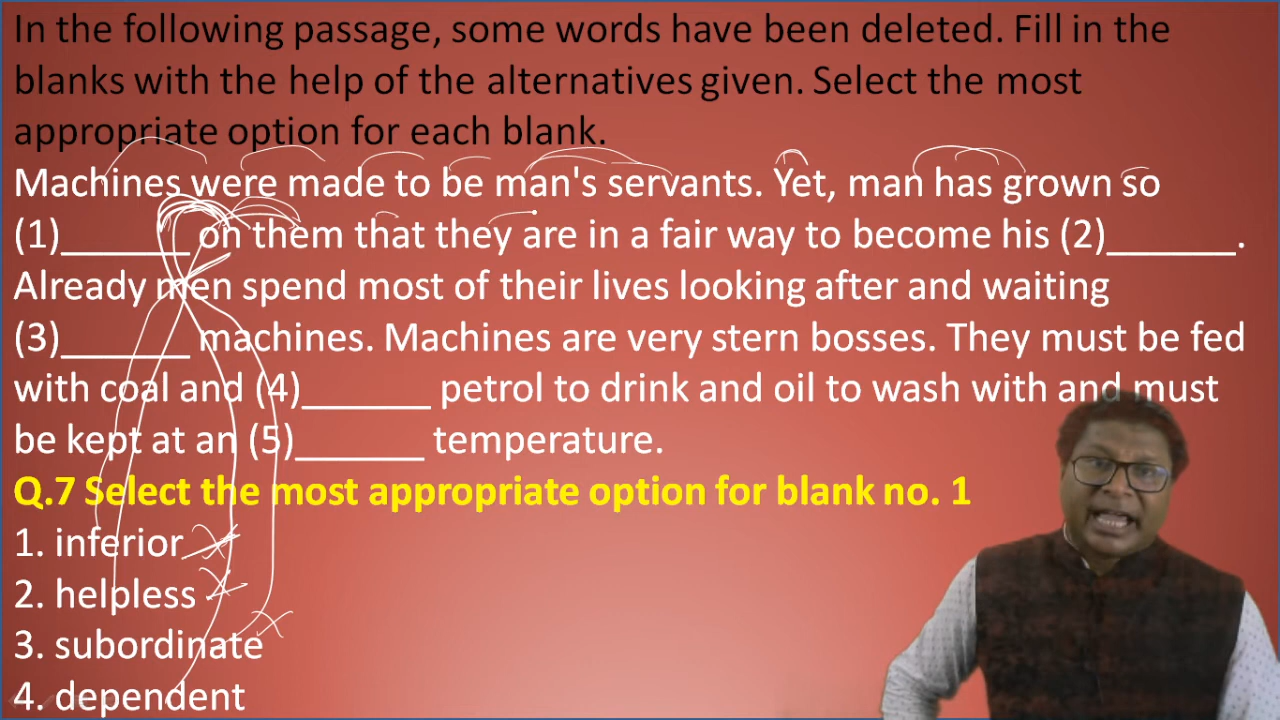 In the following passage, some words have been deleted. Fill in the
blanks with the help of the alternatives given. Select the most
appropriate option for each blank.
Machines were made to be man's servants. Yet, man has grown so
(1)______ on them that they are in a fair way to become his (2)______.
Already men spend most of their lives looking after and waiting
(3)______ machines. Machines are very stern bosses. They must be fed
with coal and (4)______ petrol to drink and oil to wash with and must
be kept at an (5)______ temperature.
Q.7 Select the most appropriate option for blank no. 1
1. inferior
2. helpless
3. subordinate
4. dependent